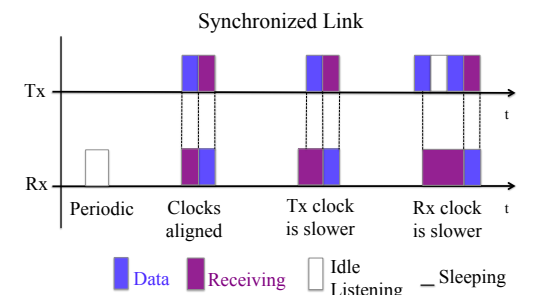 Synchronized Link
Tx
t
Rx
t
Periodic
Clocks
aligned
Tx clock
is slower
Rx clock
is slower
Data
Receiving
Idle
Listening
Sleeping